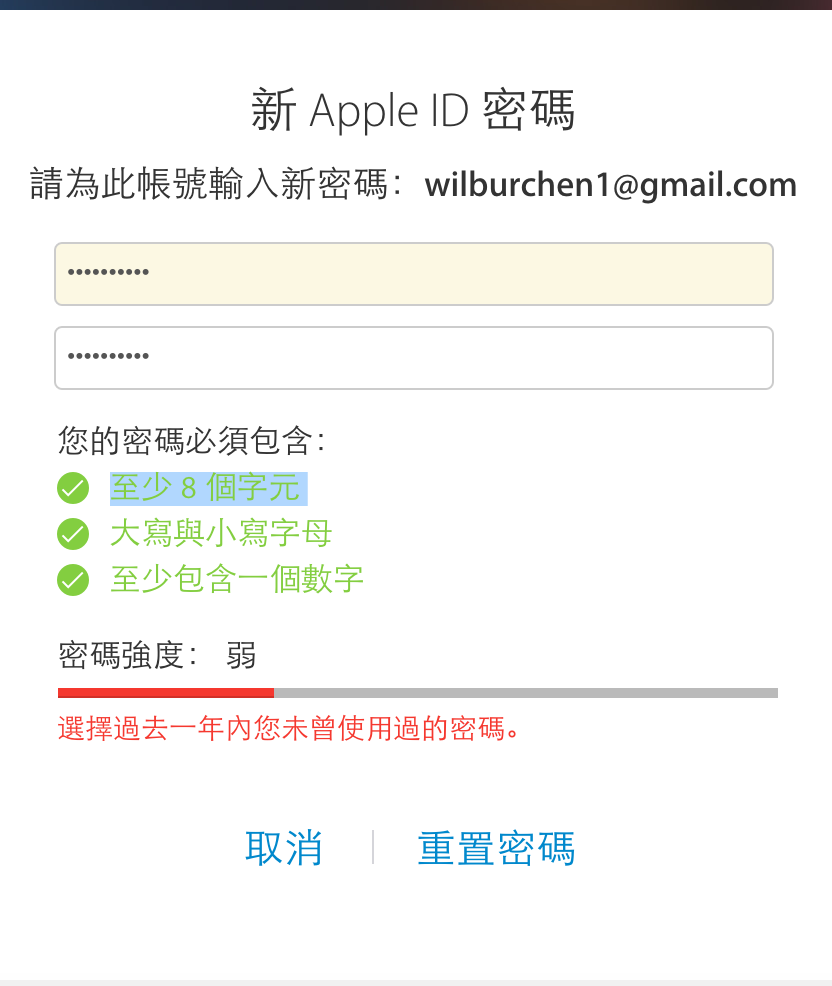 新 Apple ID 密碼
請為此帳號輸入新密碼： wilburchen1@gmail.com
••••••••••
••••••••••
您的密碼必須包含：
至少 8 個字元
大寫與小寫字母
至少包含一個數字
密碼強度： 弱
選擇過去一年內您未曾使用過的密碼。
取消 | 重置密碼